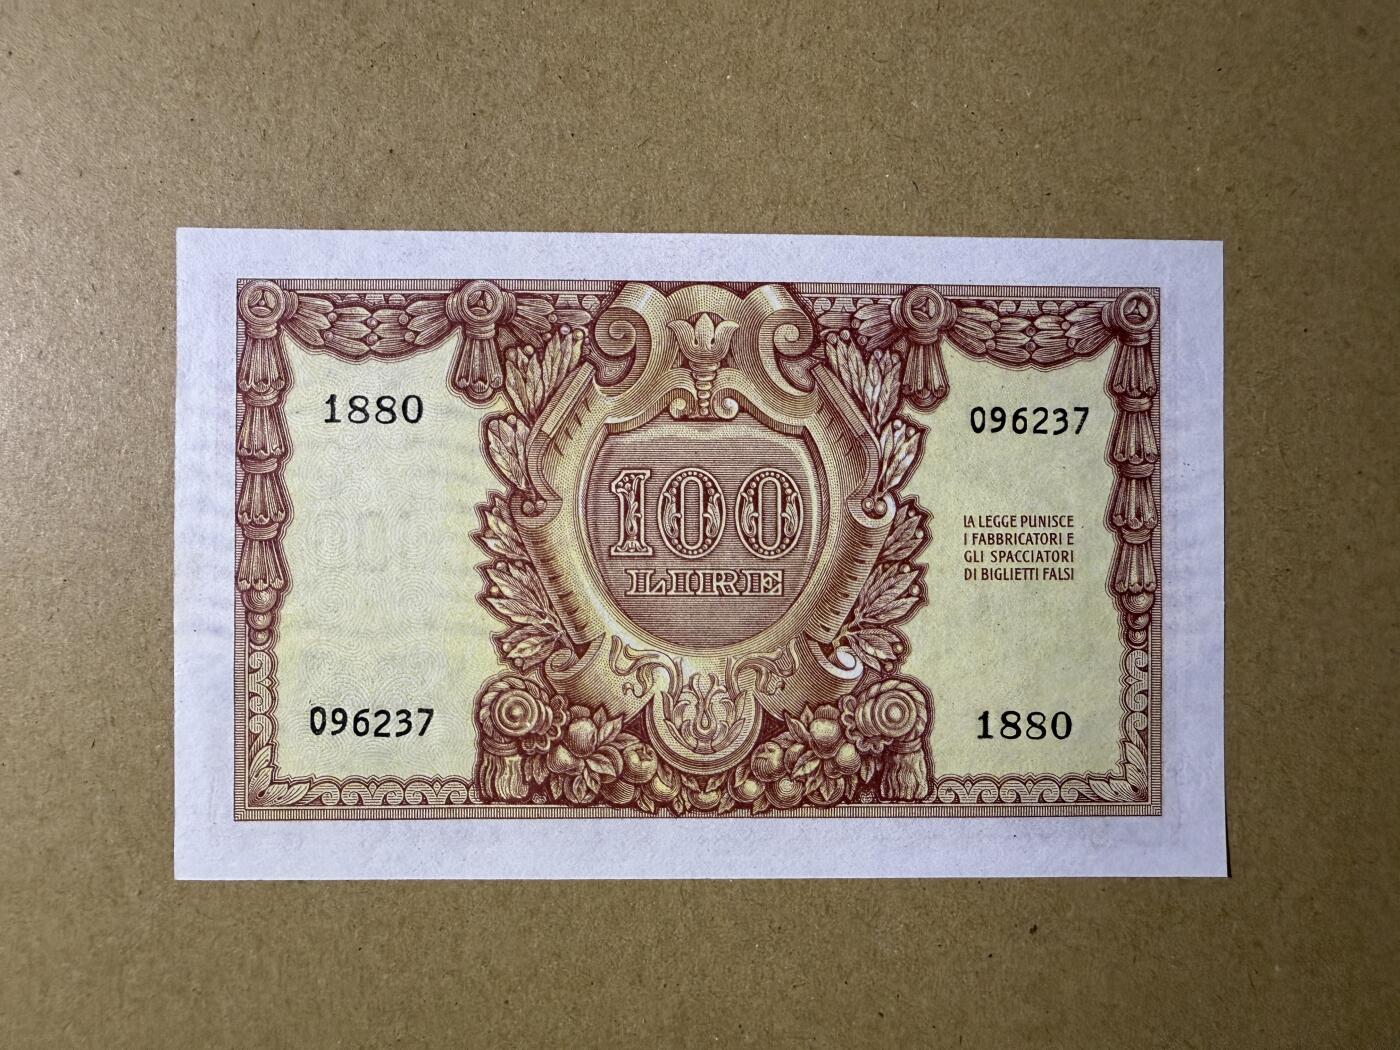 1880
096237
100
LIRE
LA LEGGE PUNISCE
I FABBRICATORI E
GLI SPACCIATORI
DI BIGLIETTI FALSI
096237
1880